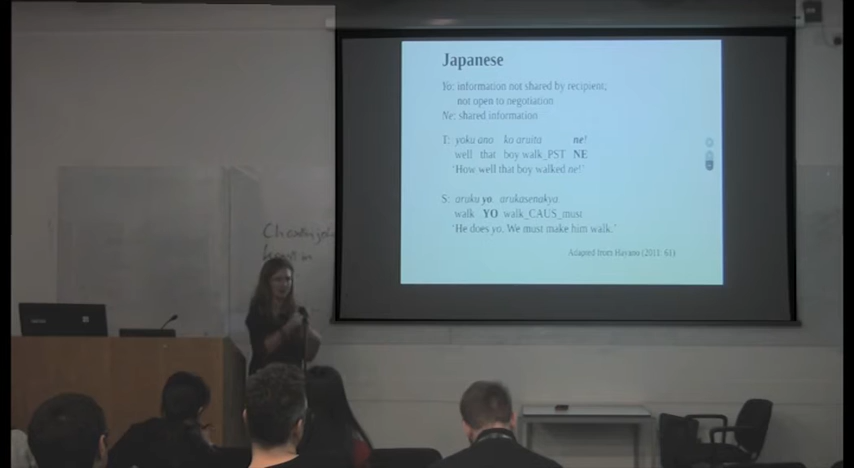 Japanese
Yo: information not shared by recipient;
not open to negotiation
Ne: shared information
T: yoku ano ko aruita ne!
well that boy walk_PST NE
'How well that boy walked ne!'
S: aruku yo arukasenakya
walk YO walk_CAUS_must
'He does yo. We must make him walk.'
Adapted from Hayano (2011: 61)
in